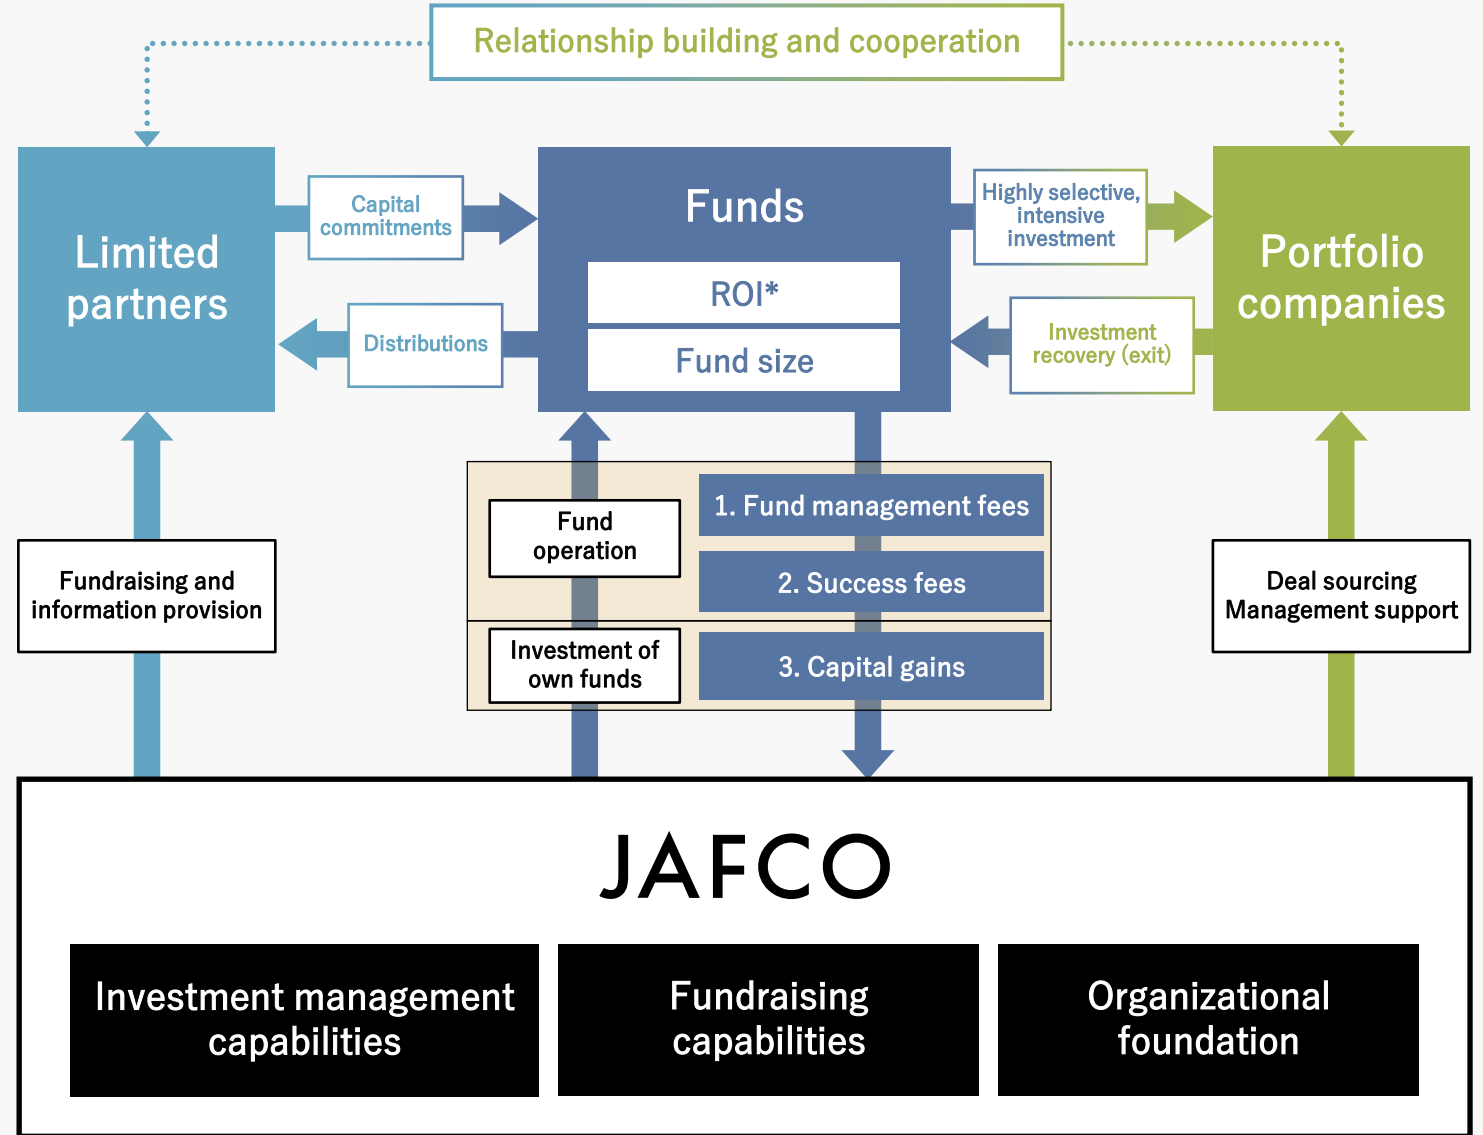 Relationship building and cooperation
Limited
partners
Capital
commitments
Distributions
Funds
ROI*
Fund size
Highly selective,
intensive
investment
Investment
recovery (exit)
Portfolio
companies
Fundraising and
information provision
Fund
operation
1. Fund management fees
2. Success fees
Investment of
own funds
3. Capital gains
Deal sourcing
Management support
JAFCO
Investment management
capabilities
Fundraising
capabilities
Organizational
foundation